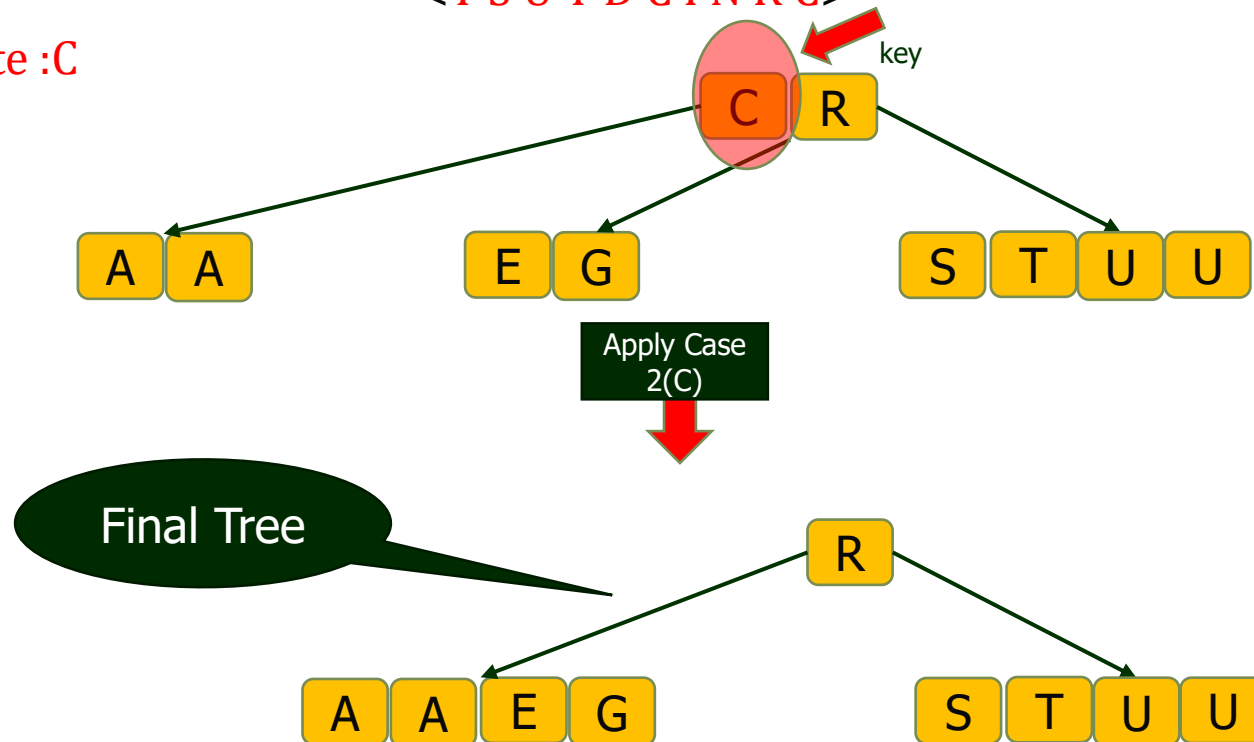 te :C
key
C R
A A E G S T U U
Apply Case
2(C)
Final Tree
R
A A E G S T U U